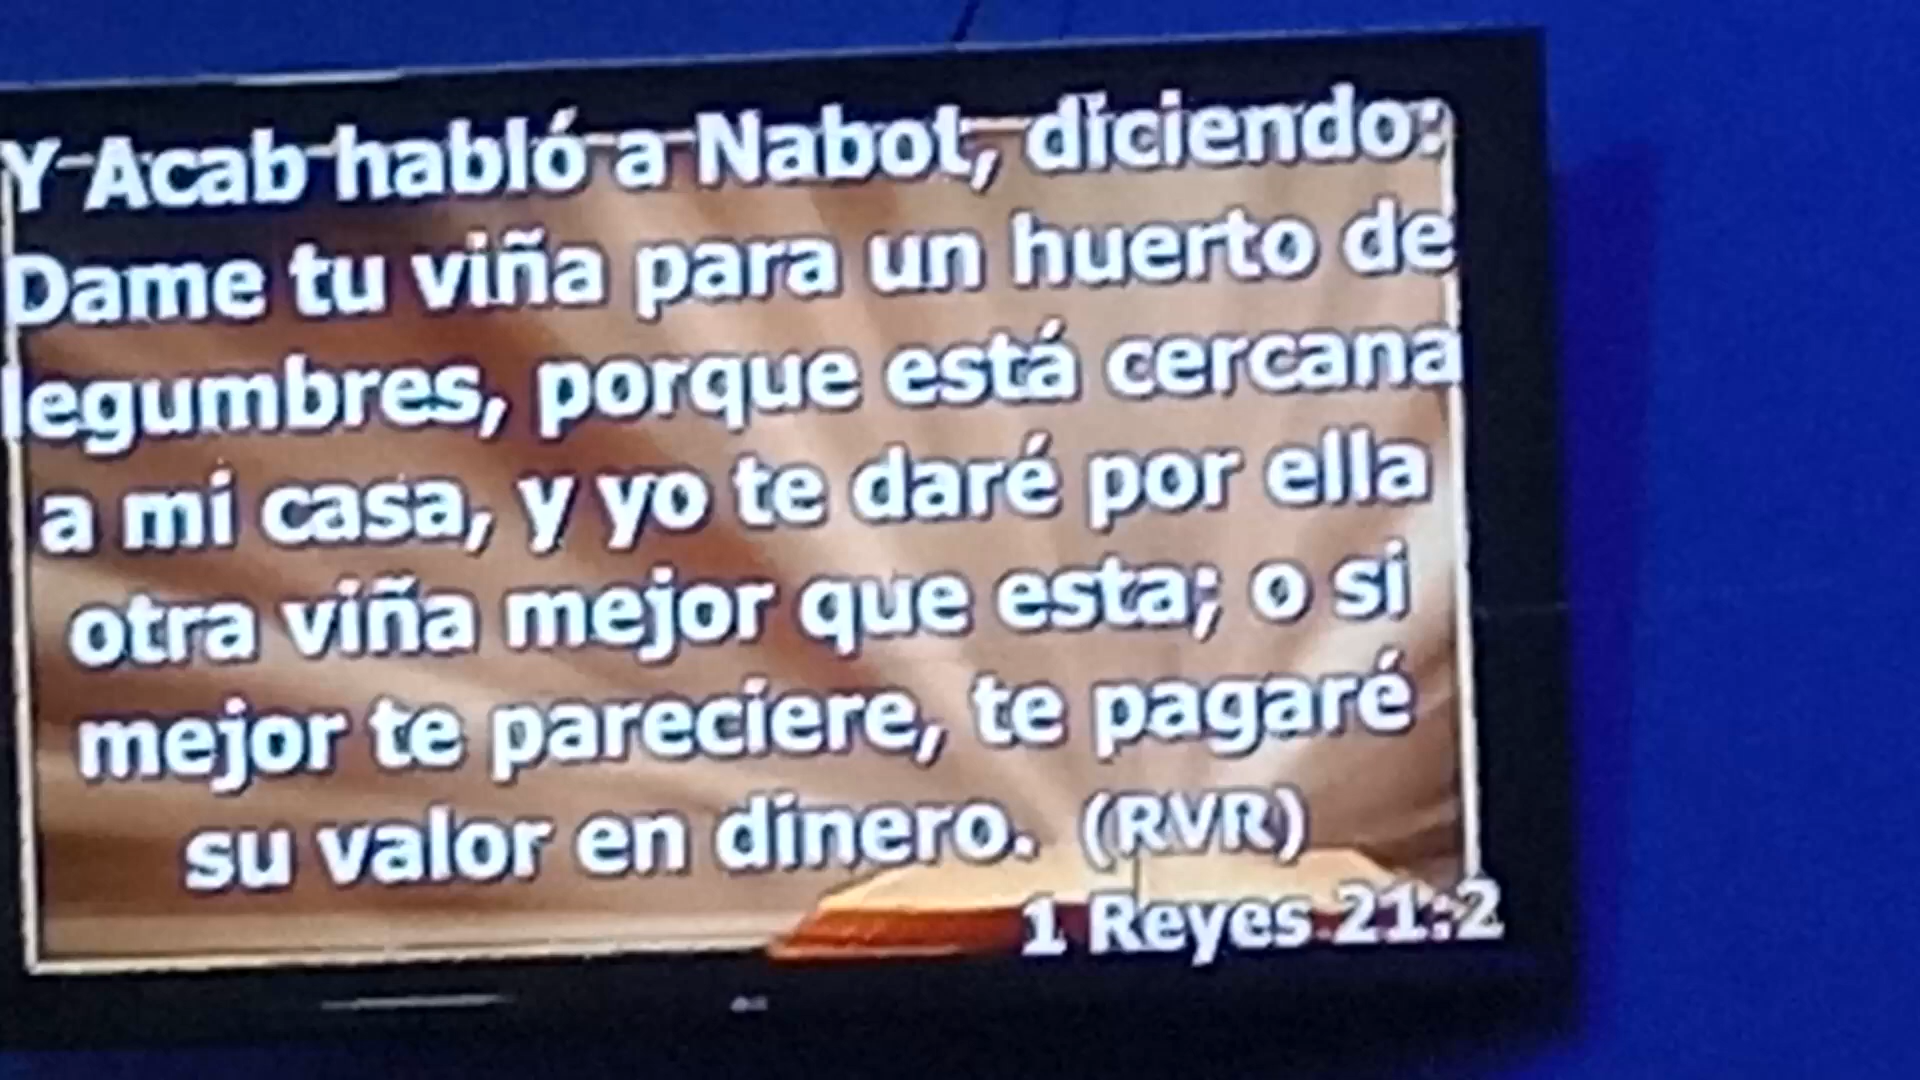 Y Acab habló a Nabot, diciendo:
Dame tu viña para un huerto de
legumbres, porque está cercana
a mi casa, y yo te daré por ella
otra viña mejor que esta; o si
mejor te pareciere, te pagaré
su valor en dinero. (RVR)
1 Reyes 21:2